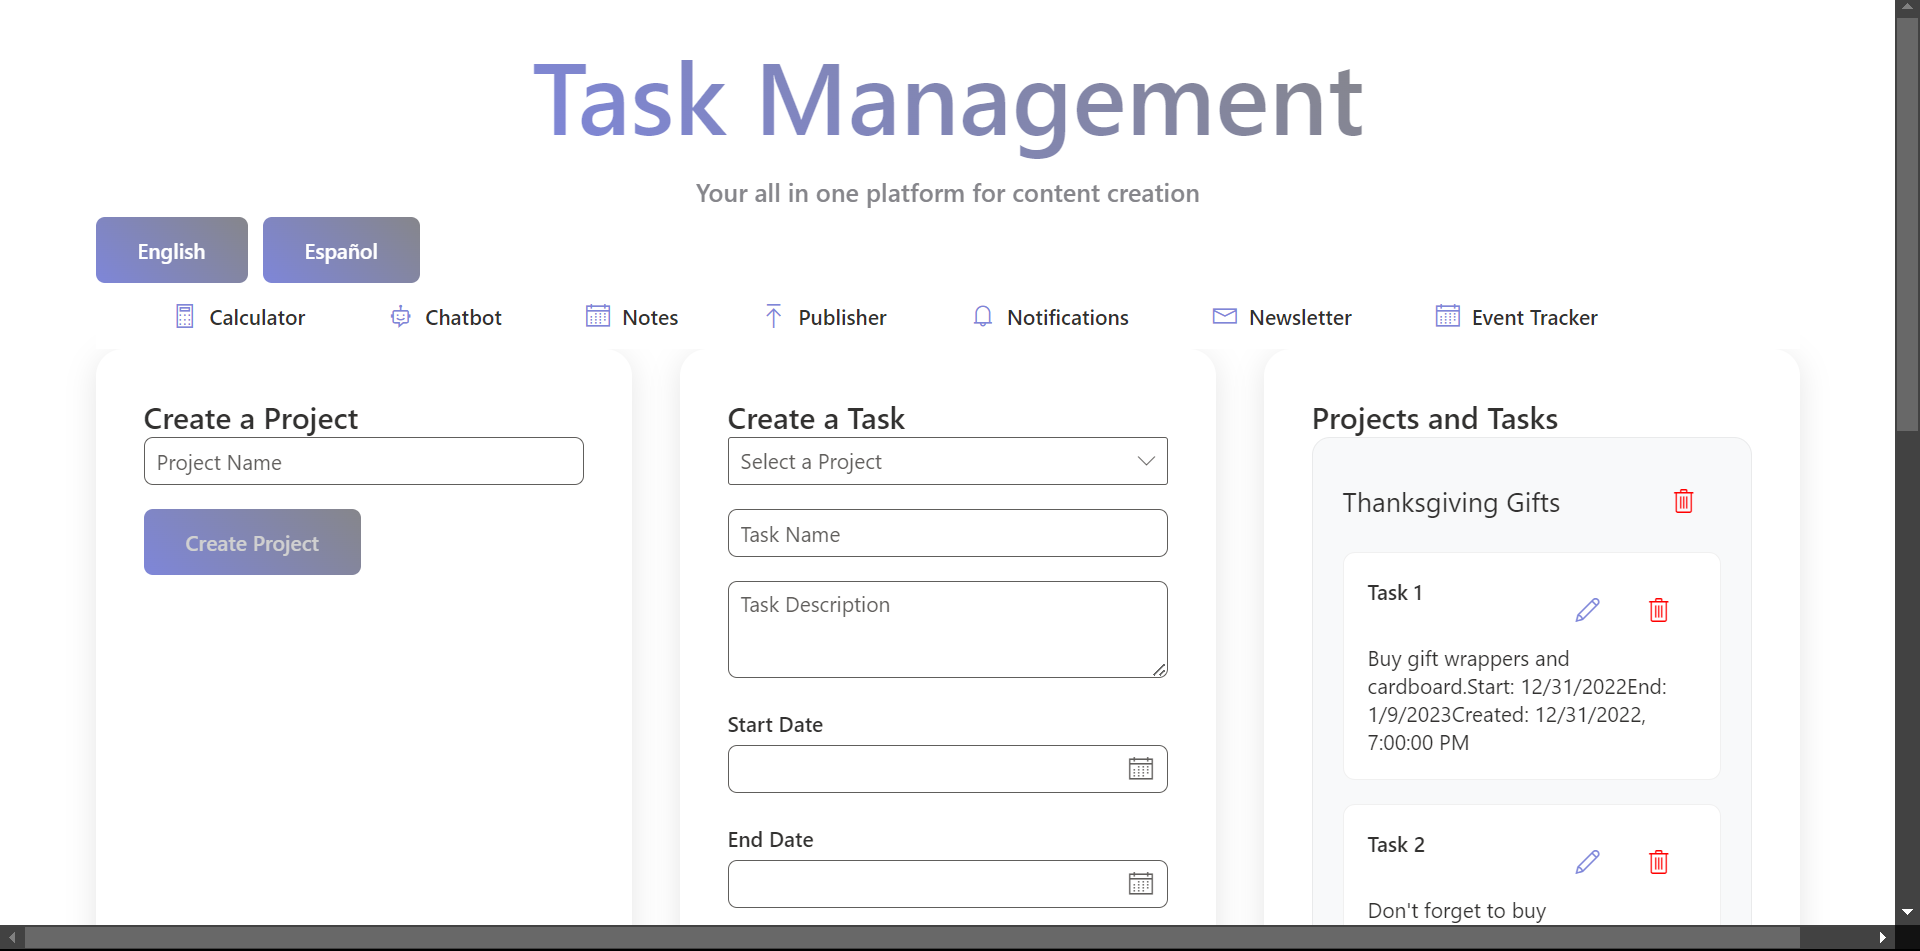 Task Management
Your all in one platform for content creation
English
Español
Calculator
Chatbot
Notes
Publisher
Notifications
Newsletter
Event Tracker
Create a Project
Project Name
Create Project
Create a Task
Select a Project
Task Name
Task Description
Start Date
End Date
Projects and Tasks
Thanksgiving Gifts
Task 1
Buy gift wrappers and
cardboard.Start: 12/31/2022End:
1/9/2023Created: 12/31/2022,
7:00:00 PM
Task 2
Don't forget to buy